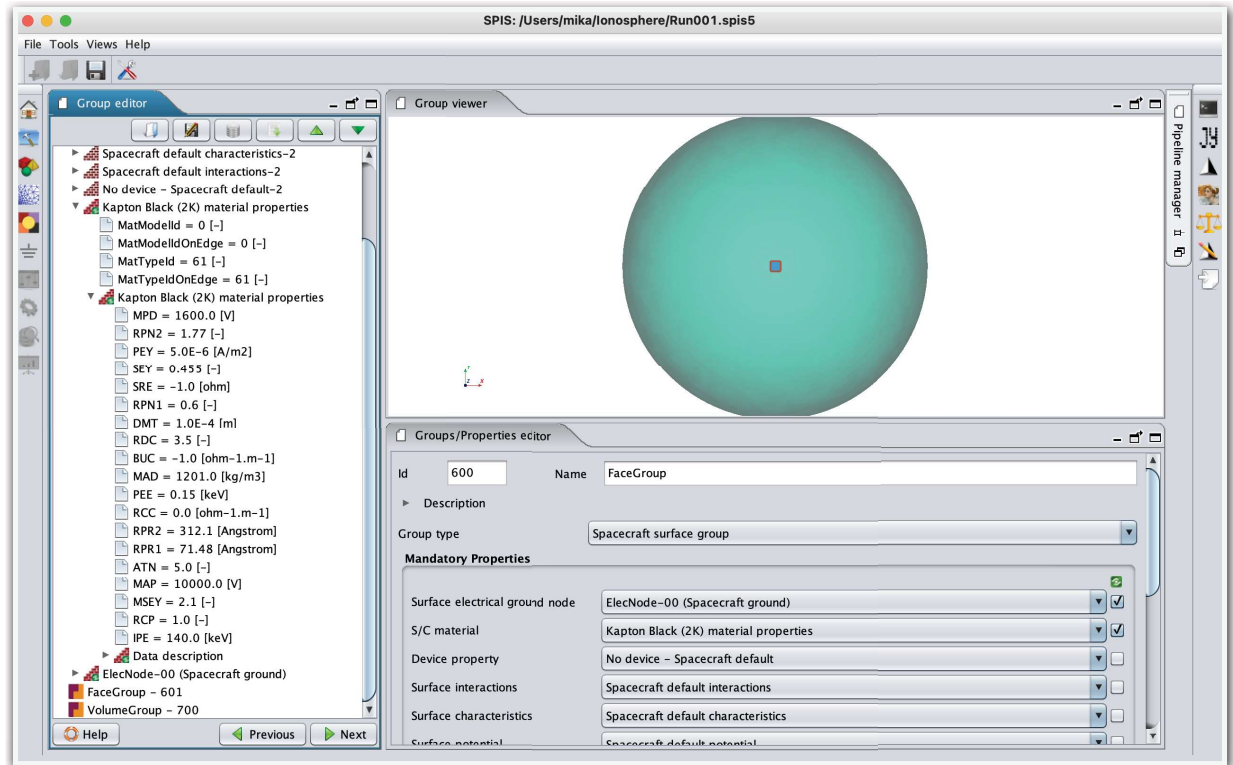 SPIS: /Users/mika/Ionosphere/Run001.spis5
File Tools Views Help
Group editor
Spacecraft default characteristics-2
Spacecraft default interactions-2
No device - Spacecraft default-2
Kapton Black (2K) material properties
MatModelId = 0 [-]
MatModelIdOnEdge = 0 [-]
MatTypeId = 61 [-]
MatTypeIdOnEdge = 61 [-]
Kapton Black (2K) material properties
MPD = 1600.0 [V]
RPN2 = 1.77 [-]
PEY = 5.0E-6 [A/m2]
SEY = 0.455 [-]
SRE = -1.0 [ohm]
RPN1 = 0.6 [-]
DMT = 1.0E-4 [m]
RDC = 3.5 [-]
BUC = -1.0 [ohm-1.m-1]
MAD = 1201.0 [kg/m3]
PEE = 0.15 [keV]
RCC = 0.0 [ohm-1.m-1]
RPR2 = 312.1 [Angstrom]
RPR1 = 71.48 [Angstrom]
ATN = 5.0 [-]
MAP = 10000.0 [V]
MSEY = 2.1 [-]
RCP = 1.0 [-]
IPE = 140.0 [keV]
Data description
ElecNode-00 (Spacecraft ground)
FaceGroup - 601
VolumeGroup - 700
Help Previous Next
Group viewer
Y
Z X
Groups/Properties editor
Id 600 Name FaceGroup
Description
Group type Spacecraft surface group
Mandatory Properties
Surface electrical ground node ElecNode-00 (Spacecraft ground)
S/C material Kapton Black (2K) material properties
Device property No device - Spacecraft default
Surface interactions Spacecraft default interactions
Surface characteristics Spacecraft default characteristics
Surface potential Spacecraft default potential
Pipeline manager
JY